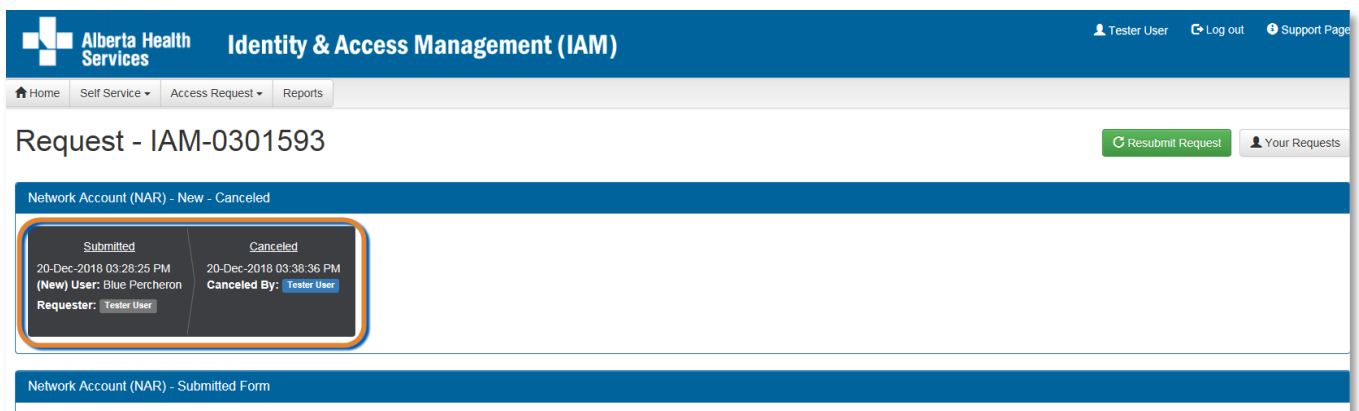 Alberta Health Services
Identity & Access Management (IAM)
Tester User Log out Support Page
Home Self Service Access Request Reports
Request - IAM-0301593
Resubmit Request Your Requests
Network Account (NAR) - New - Canceled
Submitted
20-Dec-2018 03:28:25 PM
(New) User: Blue Percheron
Requester: Tester User
Canceled
20-Dec-2018 03:38:36 PM
Canceled By: Tester User
Network Account (NAR) - Submitted Form